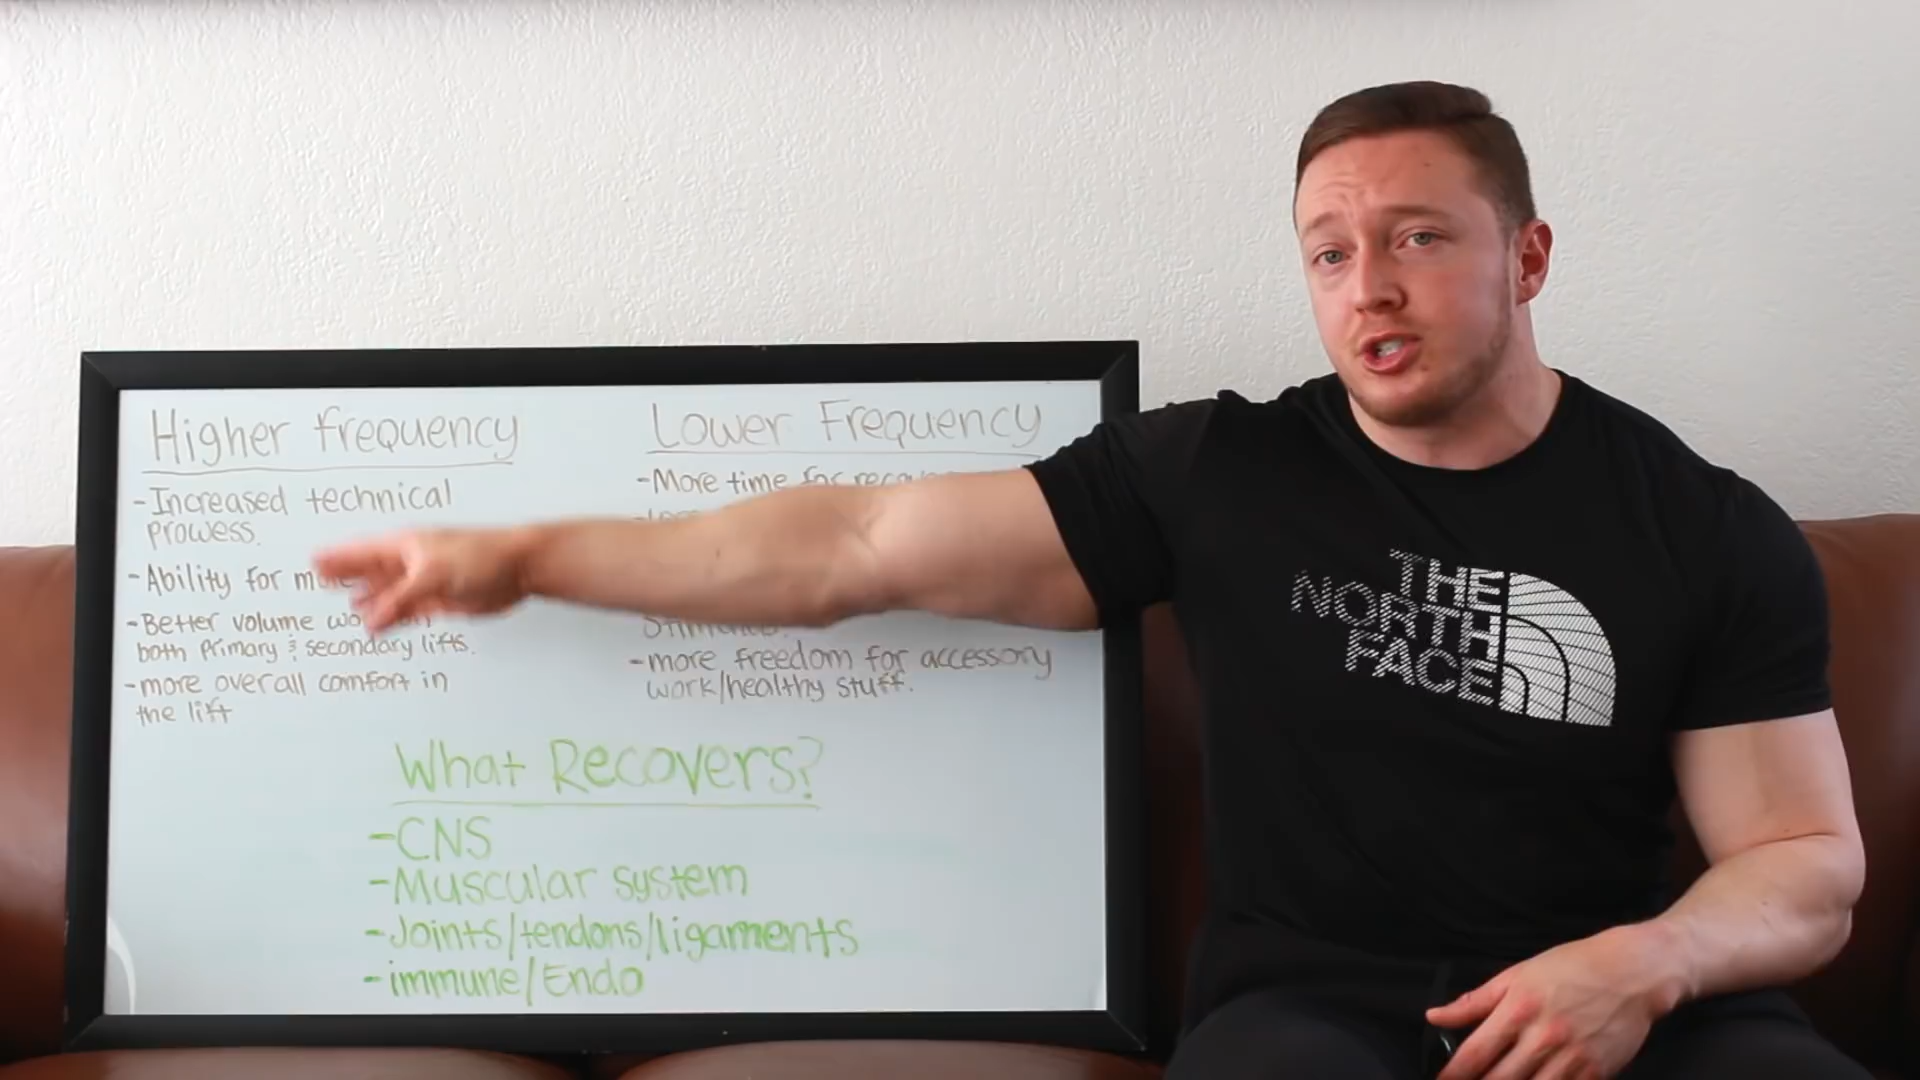 Higher frequency
-Increased technical
prowess.
-Ability for more
-Better volume
both Primary & secondary lifts.
-more overall comfort in
the lift
Lower Frequency
-More time for
-more freedom for accessory
work/healthy stuff.
What Recovers?
-CNS
-Muscular system
-Joints/tendons/ligaments
-immune/Endo
THE
NORTH
FACE